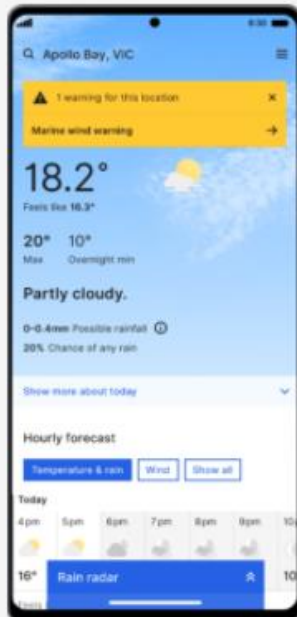 Apollo Bay, VIC
1 warning for this location
Marine wind warning
18.2°
Feels like 16.3°
20° 10°
Max Overnight min
Partly cloudy.
0-0.4mm Possible rainfall
20% Chance of any rain
Show more about today
Hourly forecast
Temperature & rain Wind Show all
Today
4pm 5pm 6pm 7pm 8pm 9pm
16° Rain radar